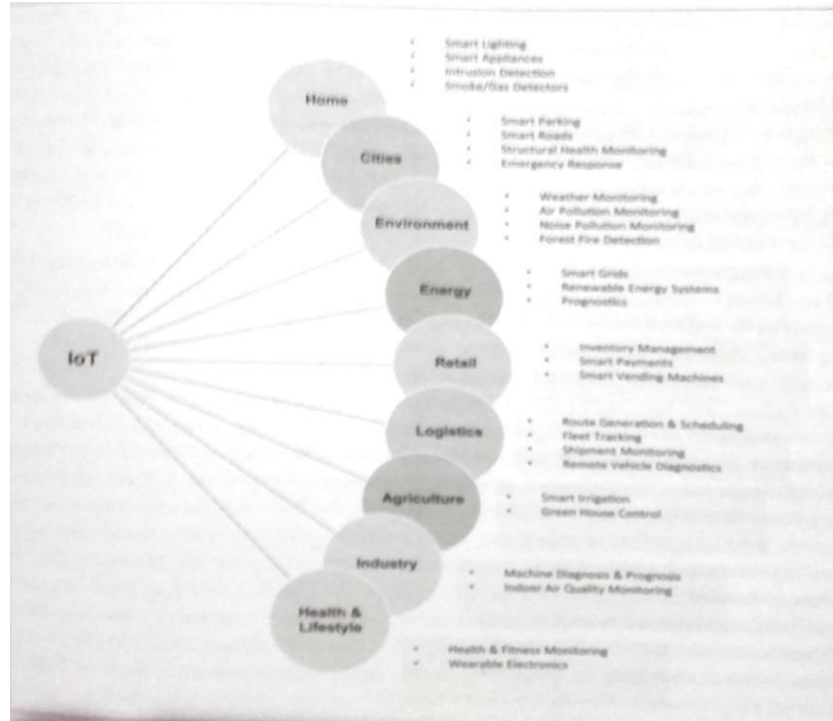 Smart Lighting
Smart Appliances
Intrusion Detection
Smoke/Gas Detectors
Home
Smart Parking
Smart Roads
Structural Health Monitoring
Emergency Response
Cities
Weather Monitoring
Air Pollution Monitoring
Noise Pollution Monitoring
Forest Fire Detection
Environment
Smart Grids
Renewable Energy Systems
Prognostics
Energy
IoT
Inventory Management
Smart Payments
Smart Vending Machines
Retail
Route Generation & Scheduling
Fleet Tracking
Shipment Monitoring
Remote Vehicle Diagnostics
Logistics
Smart Irrigation
Green House Control
Agriculture
Industry
Machine Diagnosis & Prognosis
Indoor Air Quality Monitoring
Health &
Lifestyle
Health & Fitness Monitoring
Wearable Electronics